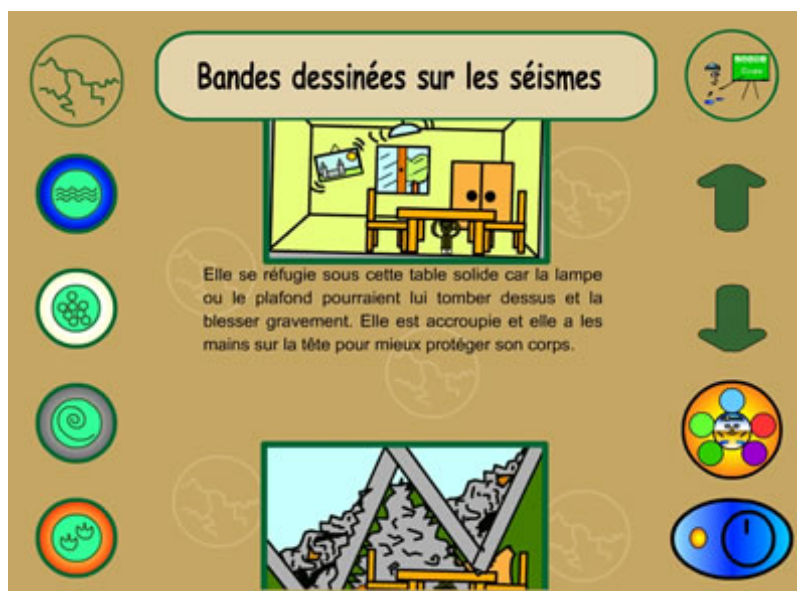 Bandes dessinées sur les séismes
Elle se réfugie sous cette table solide car la lampe
ou le plafond pourraient lui tomber dessus et la
blesser gravement. Elle est accroupie et elle a les
mains sur la tête pour mieux protéger son corps.